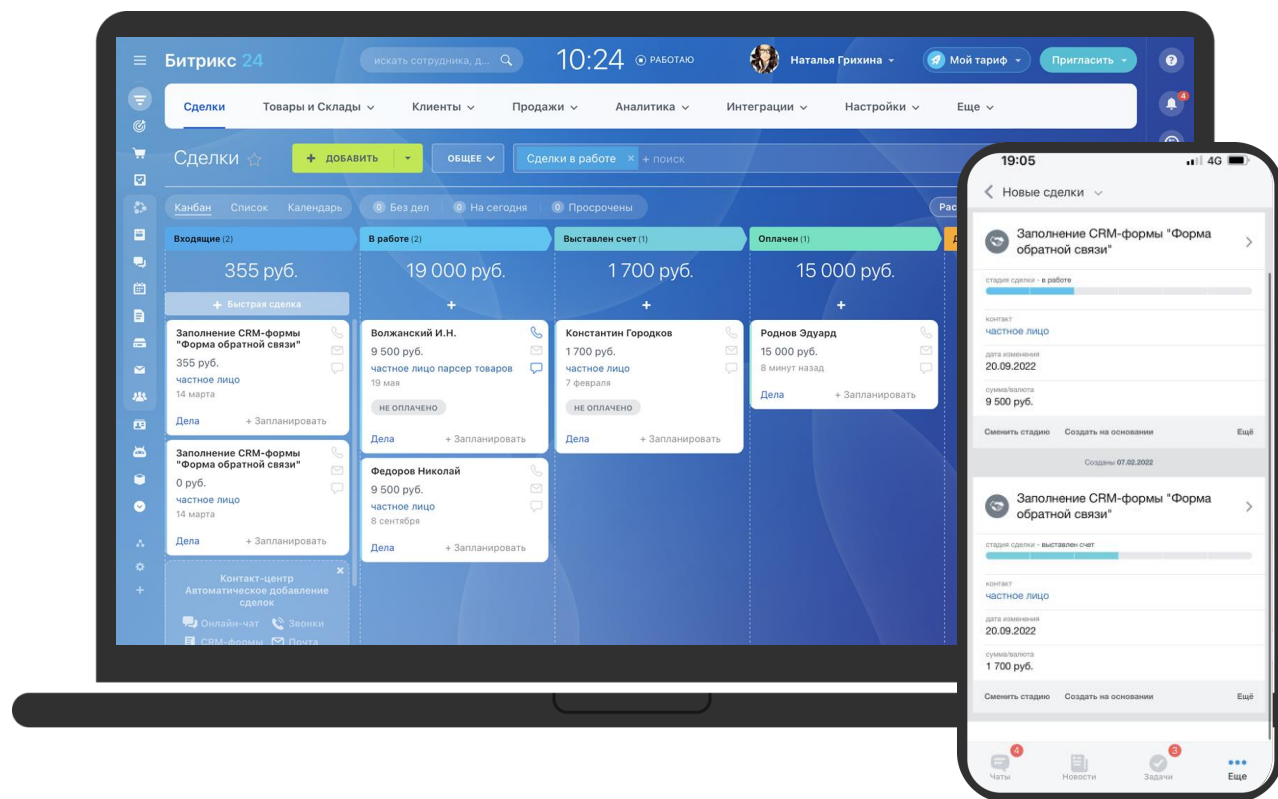 Битрикс 24
искать сотрудника, д...
10:24
РАБОТАЮ
Наталья Грихина
Мой тариф
Пригласить
?
4
Сделки
Товары и Склады
Клиенты
Продажи
Аналитика
Интеграции
Настройки
Еще
Сделки
+ ДОБАВИТЬ
ОБЩЕЕ
Сделки в работе ×
+ поиск
Канбан
Список
Календарь
0 Без дел
0 На сегодня
0 Просрочены
Рас
Входящие (2)
355 руб.
+ Быстрая сделка
Заполнение CRM-формы
"Форма обратной связи"
355 руб.
частное лицо
14 марта
Дела
+ Запланировать
Заполнение CRM-формы
"Форма обратной связи"
0 руб.
частное лицо
14 марта
Дела
+ Запланировать
Контакт-центр
Автоматическое добавление
сделок
Онлайн-чат
Звонки
CRM-формы
Почта
В работе (2)
19 000 руб.
+
Волжанский И.Н.
9 500 руб.
частное лицо парсер товаров
19 мая
НЕ ОПЛАЧЕНО
Дела
+ Запланировать
Федоров Николай
9 500 руб.
частное лицо
8 сентября
Дела
+ Запланировать
Выставлен счет (1)
1 700 руб.
+
Константин Городков
1 700 руб.
частное лицо
7 февраля
НЕ ОПЛАЧЕНО
Дела
+ Запланировать
Оплачен (1)
15 000 руб.
+
Роднов Эдуард
15 000 руб.
8 минут назад
Дела
+ Запланировать
19:05
4G
Новые сделки
Заполнение CRM-формы "Форма
обратной связи"
стадия сделки - в работе
контакт
частное лицо
дата изменения
20.09.2022
сумма/валюта
9 500 руб.
Сменить стадию
Создать на основании
Ещё
Созданы 07.02.2022
Заполнение CRM-формы "Форма
обратной связи"
стадия сделки - выставлен счет
контакт
частное лицо
дата изменения
20.09.2022
сумма/валюта
1 700 руб.
Сменить стадию
Создать на основании
Ещё
4
Чаты
Новости
3
Задачи
Еще